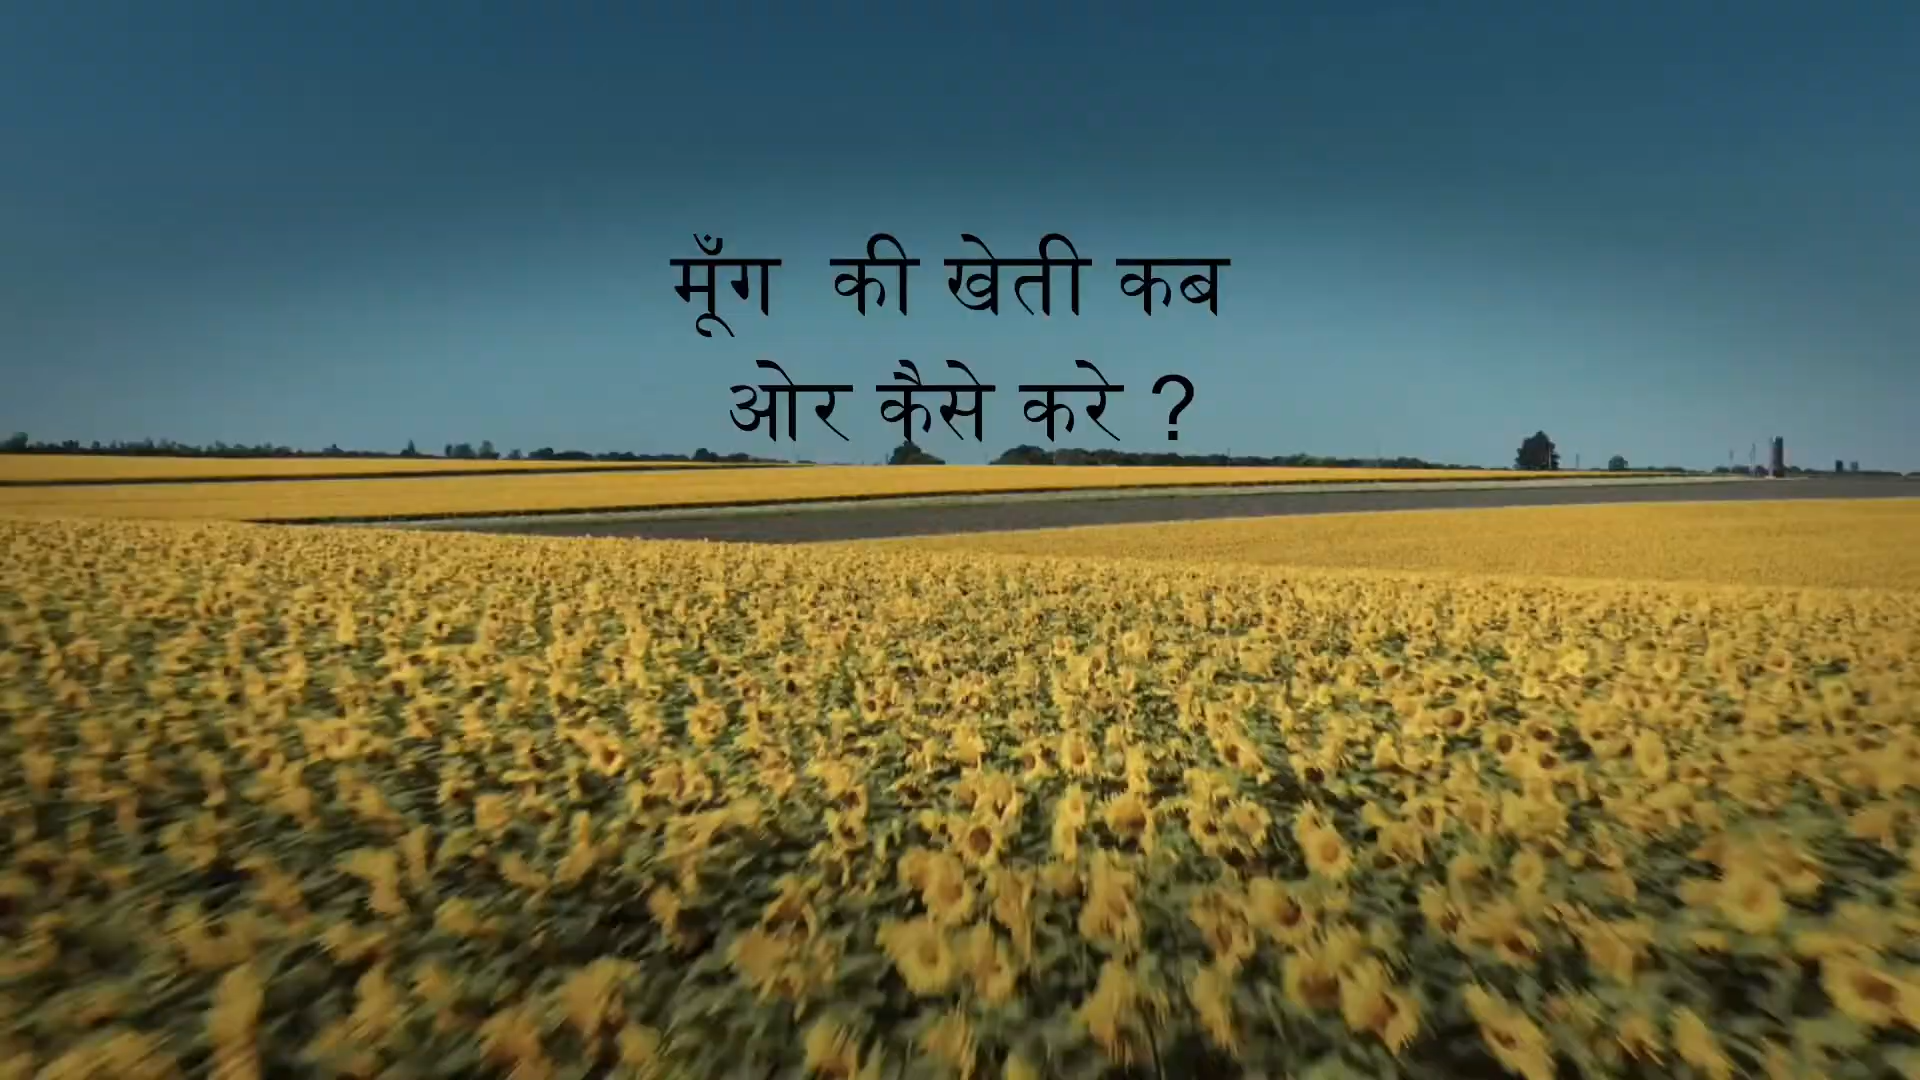 मूँग की खेती कब
ओर कैसे करे ?